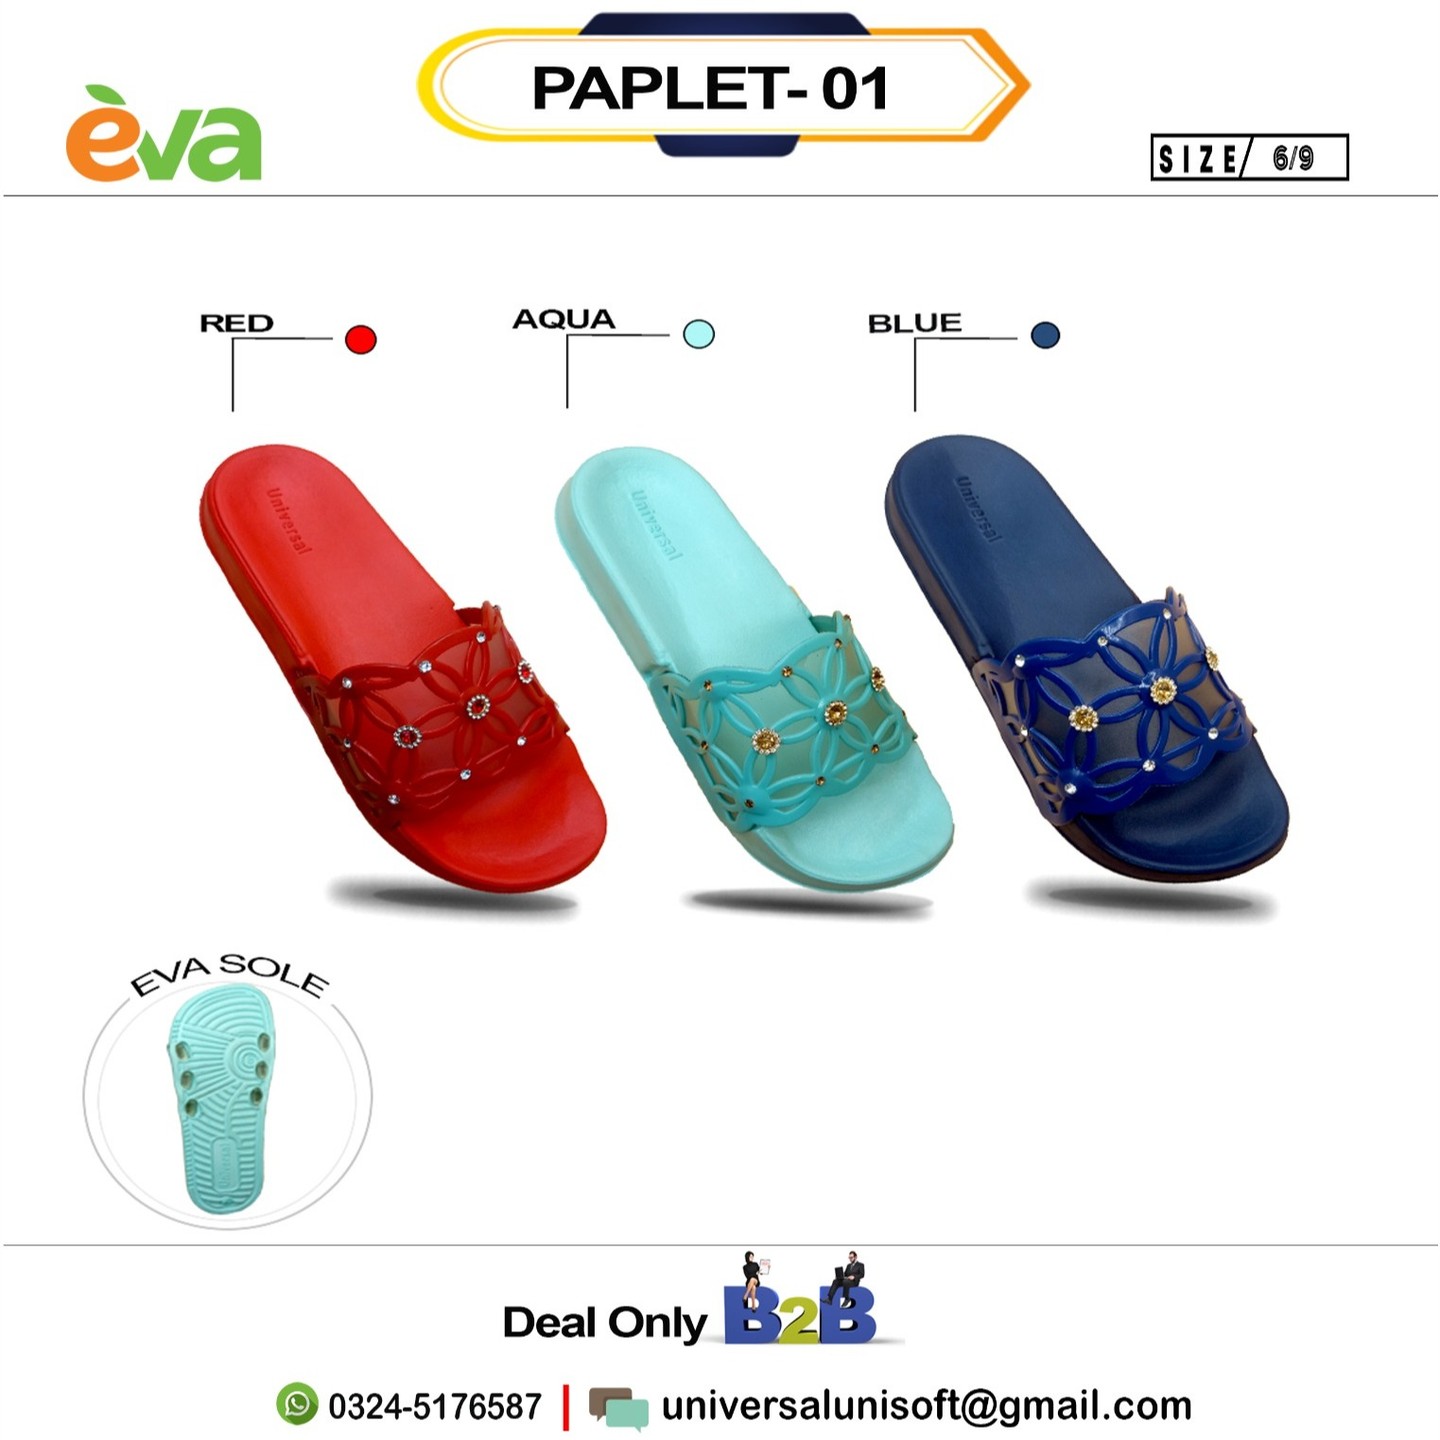 PAPLET- 01
èva
SIZE/ 6/9
RED
AQUA
BLUE
Universal
Universal
Universal
EVA SOLE
Universal
Deal Only B2B
0324-5176587 | universalunisoft@gmail.com